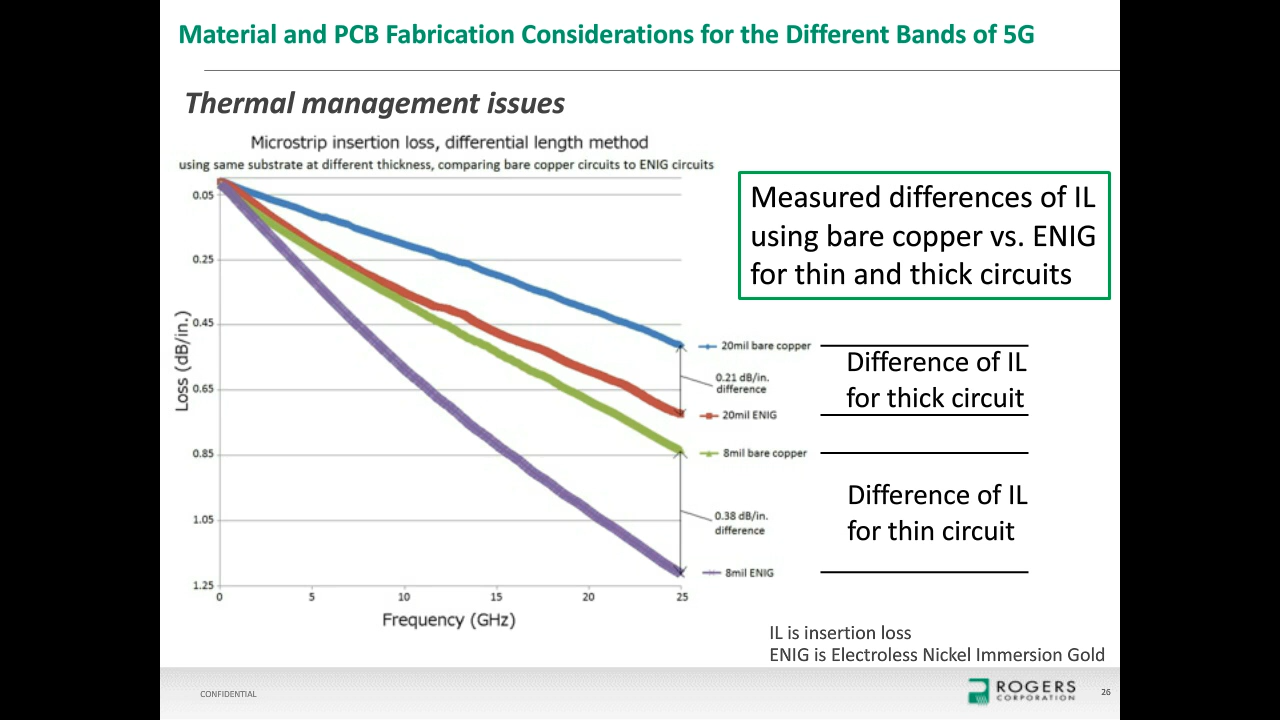 Material and PCB Fabrication Considerations for the Different Bands of 5G
Thermal management issues
Microstrip insertion loss, differential length method
using same substrate at different thickness, comparing bare copper circuits to ENIG circuits
0.05
0.25
0.45
0.65
0.85
1.05
1.25
Loss (dB/in.)
0
5
10
15
20
25
Frequency (GHz)
20mil bare copper
0.21 dB/in.
difference
20mil ENIG
8mil bare copper
0.38 dB/in.
difference
8mil ENIG
Measured differences of IL
using bare copper vs. ENIG
for thin and thick circuits
Difference of IL
for thick circuit
Difference of IL
for thin circuit
IL is insertion loss
ENIG is Electroless Nickel Immersion Gold
CONFIDENTIAL
ROGERS
CORPORATION
26